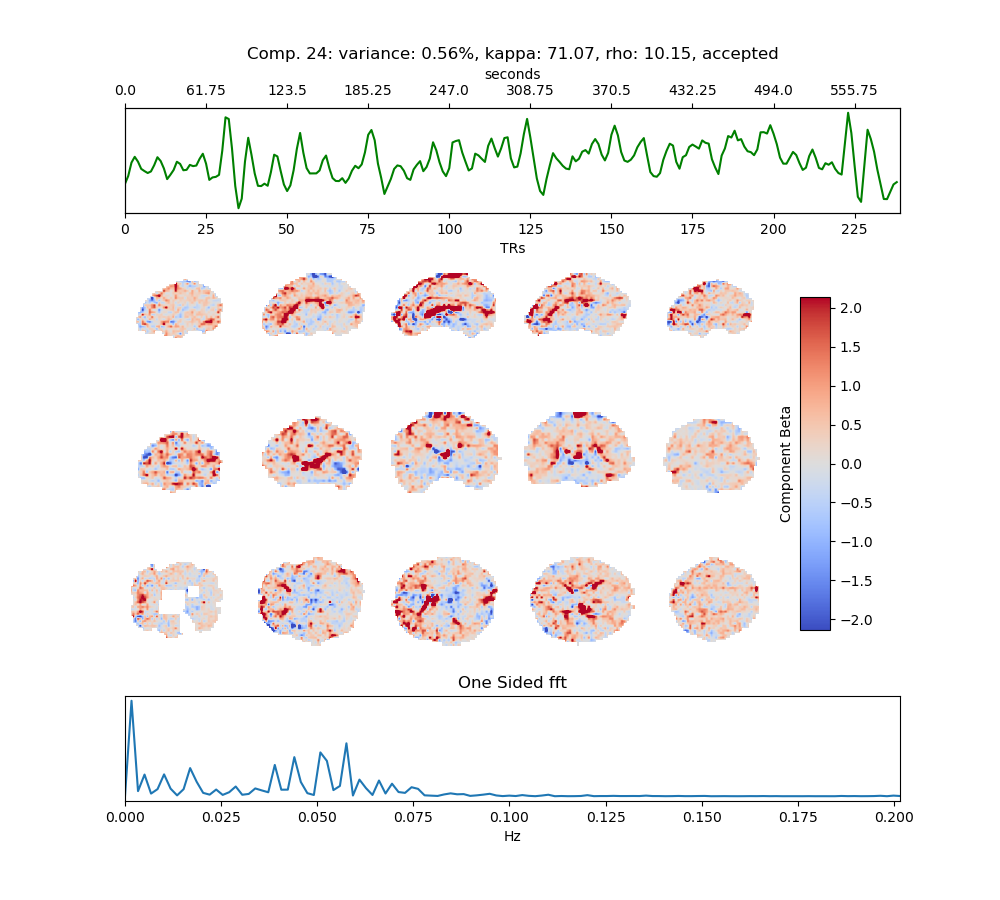 Comp. 24: variance: 0.56%, kappa: 71.07, rho: 10.15, accepted
seconds
0.0 61.75 123.5 185.25 247.0 308.75 370.5 432.25 494.0 555.75
0 25 50 75 100 125 150 175 200 225
TRs
2.0
1.5
1.0
0.5
0.0
−0.5
−1.0
−1.5
−2.0
Component Beta
One Sided fft
0.000 0.025 0.050 0.075 0.100 0.125 0.150 0.175 0.200
Hz